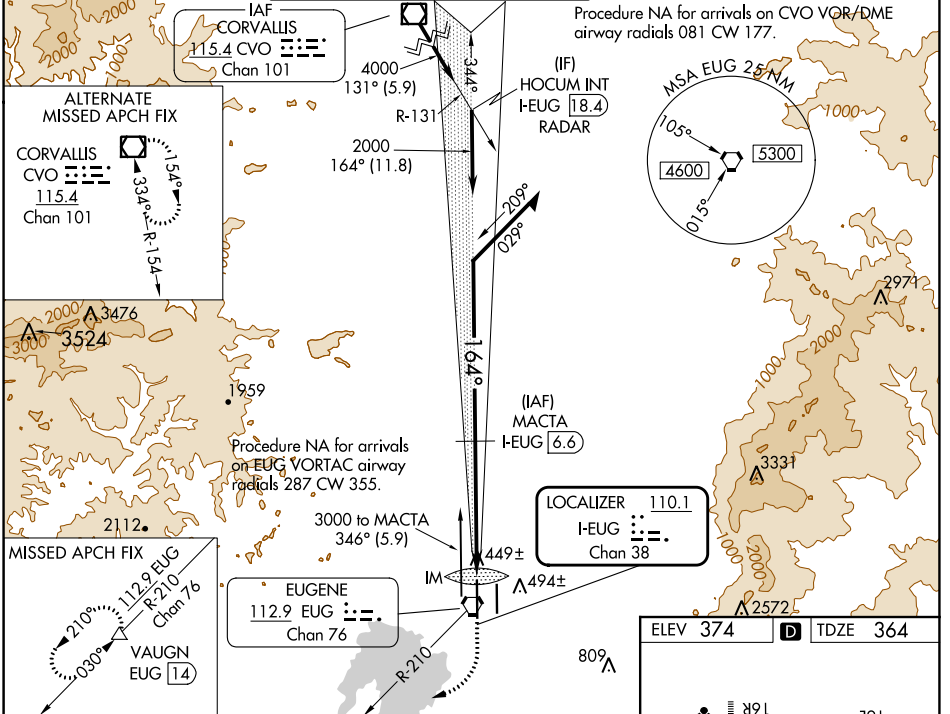 IAF
CORVALLIS
115.4 CVO
Chan 101
Procedure NA for arrivals on CVO VOR/DME
airway radials 081 CW 177.
2000
4000
131° (5.9)
R-131
344°
(IF)
HOCUM INT
I-EUG 18.4
RADAR
2000
164° (11.8)
MSA EUG 25 NM
105°
4600
5300
015°
1000
ALTERNATE
MISSED APCH FIX
CORVALLIS
CVO
115.4
Chan 101
154°
334°
R-154
209°
029°
2000
3476
3000
3524
2971
2000
1000
164°
1959
(IAF)
MACTA
I-EUG 6.6
Procedure NA for arrivals
on EUG VORTAC airway
radials 287 CW 355.
3331
3000 to MACTA
346° (5.9)
LOCALIZER 110.1
I-EUG
Chan 38
2112
1000
2000
449±
IM
494±
2572
MISSED APCH FIX
112.9 EUG
R-210
Chan 76
210°
030°
VAUGN
EUG 14
EUGENE
112.9 EUG
Chan 76
R-210
809
ELEV 374
D
TDZE 364
16R